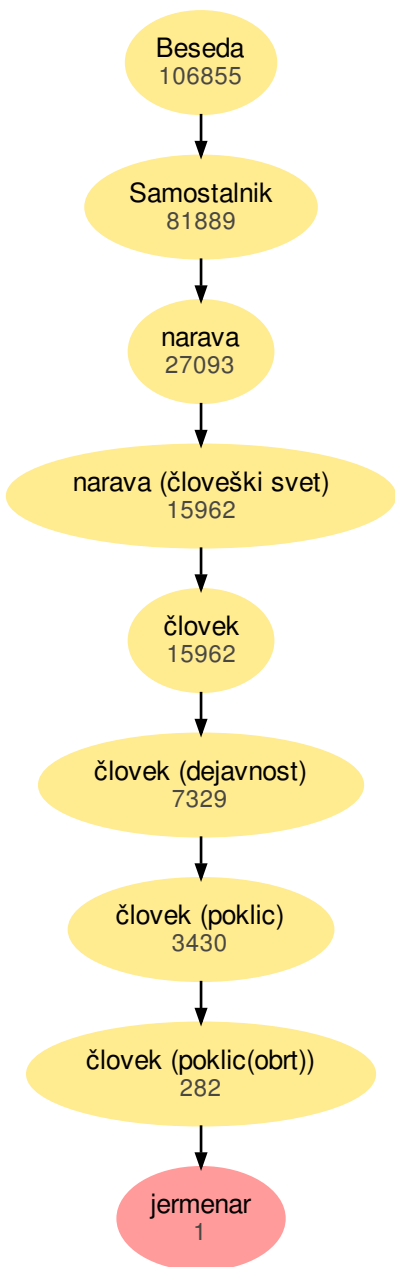 Beseda
106855
Samostalnik
81889
narava
27093
narava (človeški svet)
15962
človek
15962
človek (dejavnost)
7329
človek (poklic)
3430
človek (poklic(obrt))
282
jermenar
1